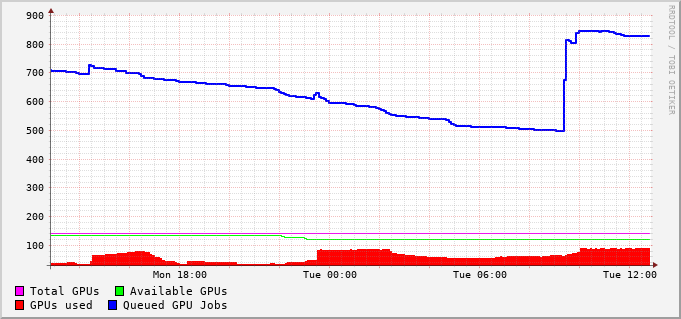 900
800
700
600
500
400
300
200
100
Mon 18:00 Tue 00:00 Tue 06:00 Tue 12:00
Total GPUs Available GPUs
GPUs used Queued GPU Jobs
RRDTOOL / TOBI OETIKER